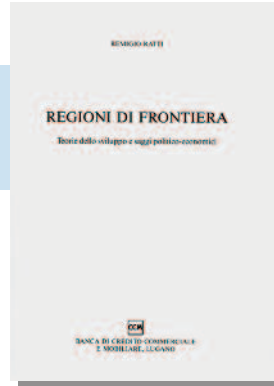 REMIGIO RATTI
REGIONI DI FRONTIERA
Teorie dello sviluppo e saggi politico-economici
CCM
BANCA DI CREDITO COMMERCIALE
E MOBILIARE, LUGANO